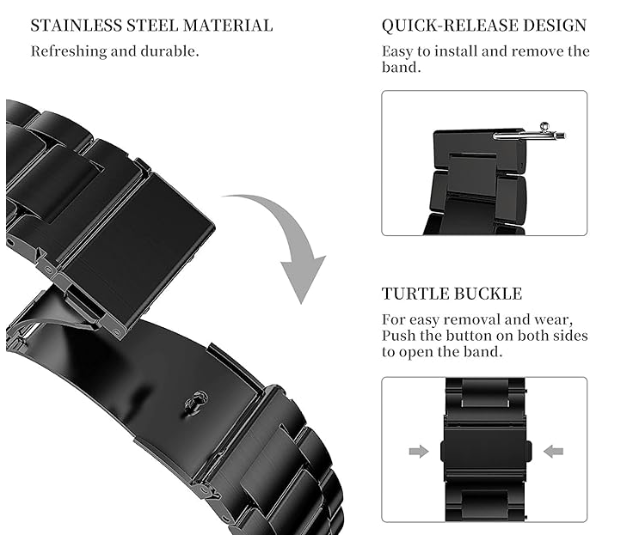 STAINLESS STEEL MATERIAL
Refreshing and durable.
QUICK-RELEASE DESIGN
Easy to install and remove the
band.
TURTLE BUCKLE
For easy removal and wear,
Push the button on both sides
to open the band.